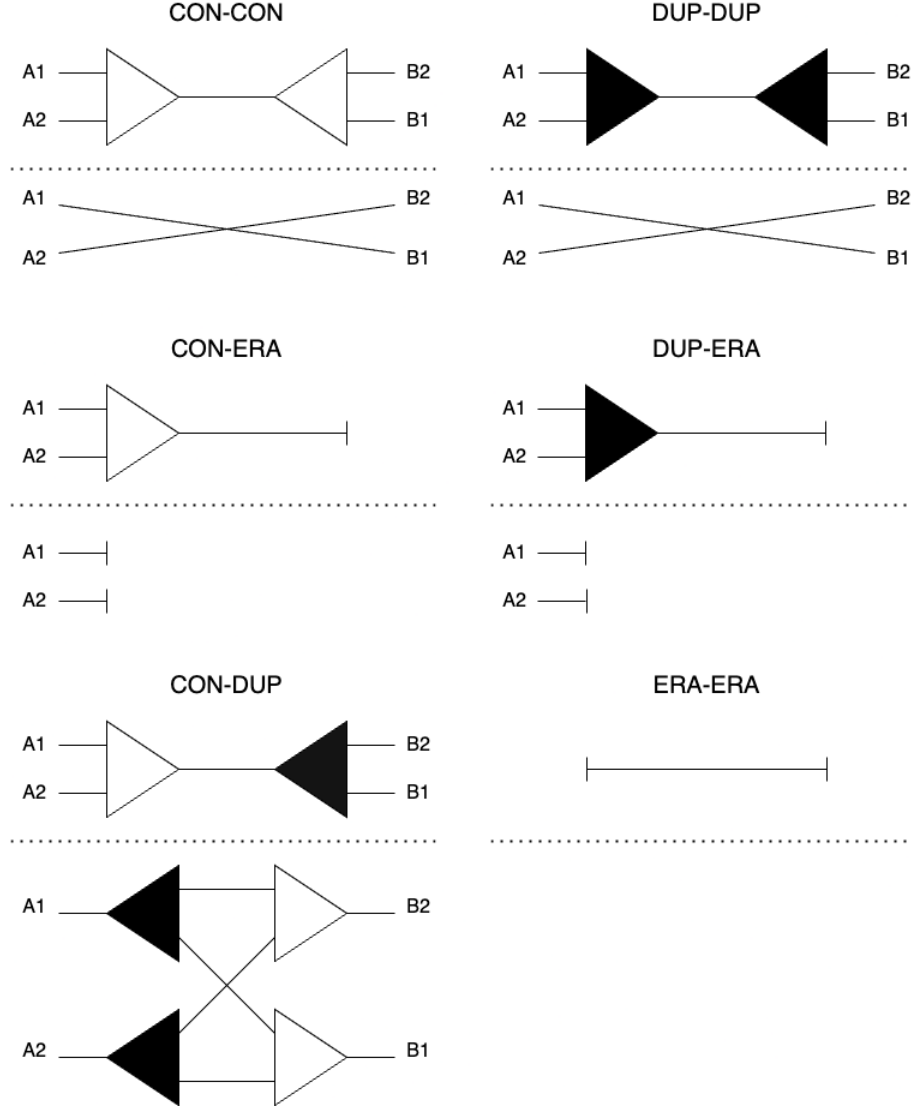 CON-CON
A1 B2
A2 B1
A1 B2
A2 B1
DUP-DUP
A1 B2
A2 B1
A1 B2
A2 B1
CON-ERA
A1
A2
A1
A2
DUP-ERA
A1
A2
A1
A2
CON-DUP
A1 B2
A2 B1
A1 B2
A2 B1
ERA-ERA